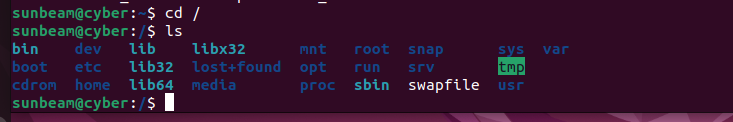 sunbeam@cyber:~$ cd /
sunbeam@cyber:/$ ls
bin dev lib libx32 mnt root snap sys var
boot etc lib32 lost+found opt run srv tmp
cdrom home lib64 media proc sbin swapfile usr
sunbeam@cyber:/$